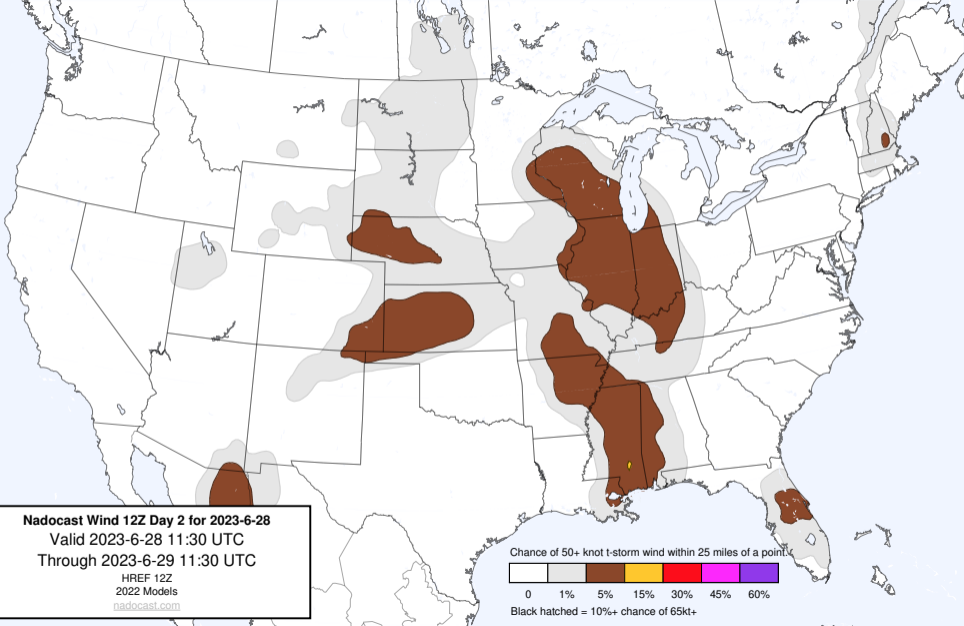 Nadocast Wind 12Z Day 2 for 2023-6-28
Valid 2023-6-28 11:30 UTC
Through 2023-6-29 11:30 UTC
HREF 12Z
2022 Models
nadocast.com
Chance of 50+ knot t-storm wind within 25 miles of a point.
0 1% 5% 15% 30% 45% 60%
Black hatched = 10%+ chance of 65kt+